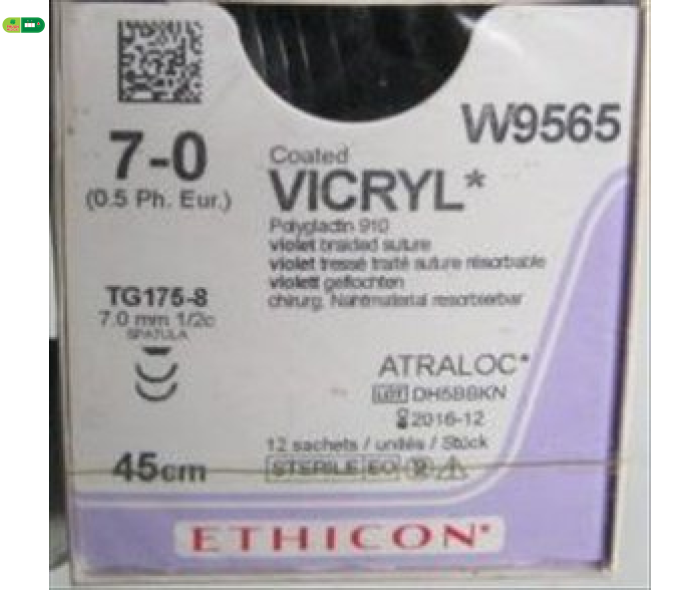 W9565
7-0
(0.5 Ph. Eur.)
Coated
VICRYL*
Polyglactin 910
violet braided suture
violet tressé traité suture résorbable
violett geflochten
chirurg. Nahtmaterial resorbierbar
TG175-8
7.0 mm 1/2c
SPATULA
ATRALOC*
LOT DH5BBKN
2016-12
12 sachets / unités / Stück
45cm
STERILE EO
ETHICON*